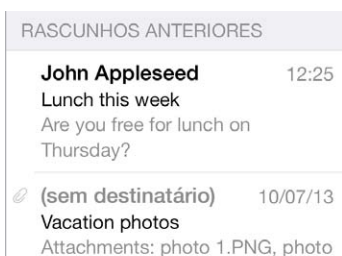 RASCUNHOS ANTERIORES
John Appleseed 12:25
Lunch this week
Are you free for lunch on
Thursday?
(sem destinatário) 10/07/13
Vacation photos
Attachments: photo 1.PNG, photo